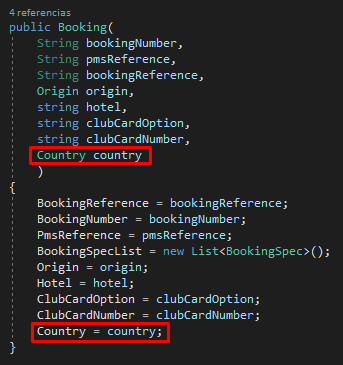 4 referencias
public Booking(
String bookingNumber,
String pmsReference,
String bookingReference,
Origin origin,
string hotel,
string clubCardOption,
string clubCardNumber,
Country country
)
{
BookingReference = bookingReference;
BookingNumber = bookingNumber;
PmsReference = pmsReference;
BookingSpecList = new List<BookingSpec>();
Origin = origin;
Hotel = hotel;
ClubCardOption = clubCardOption;
ClubCardNumber = clubCardNumber;
Country = country;
}